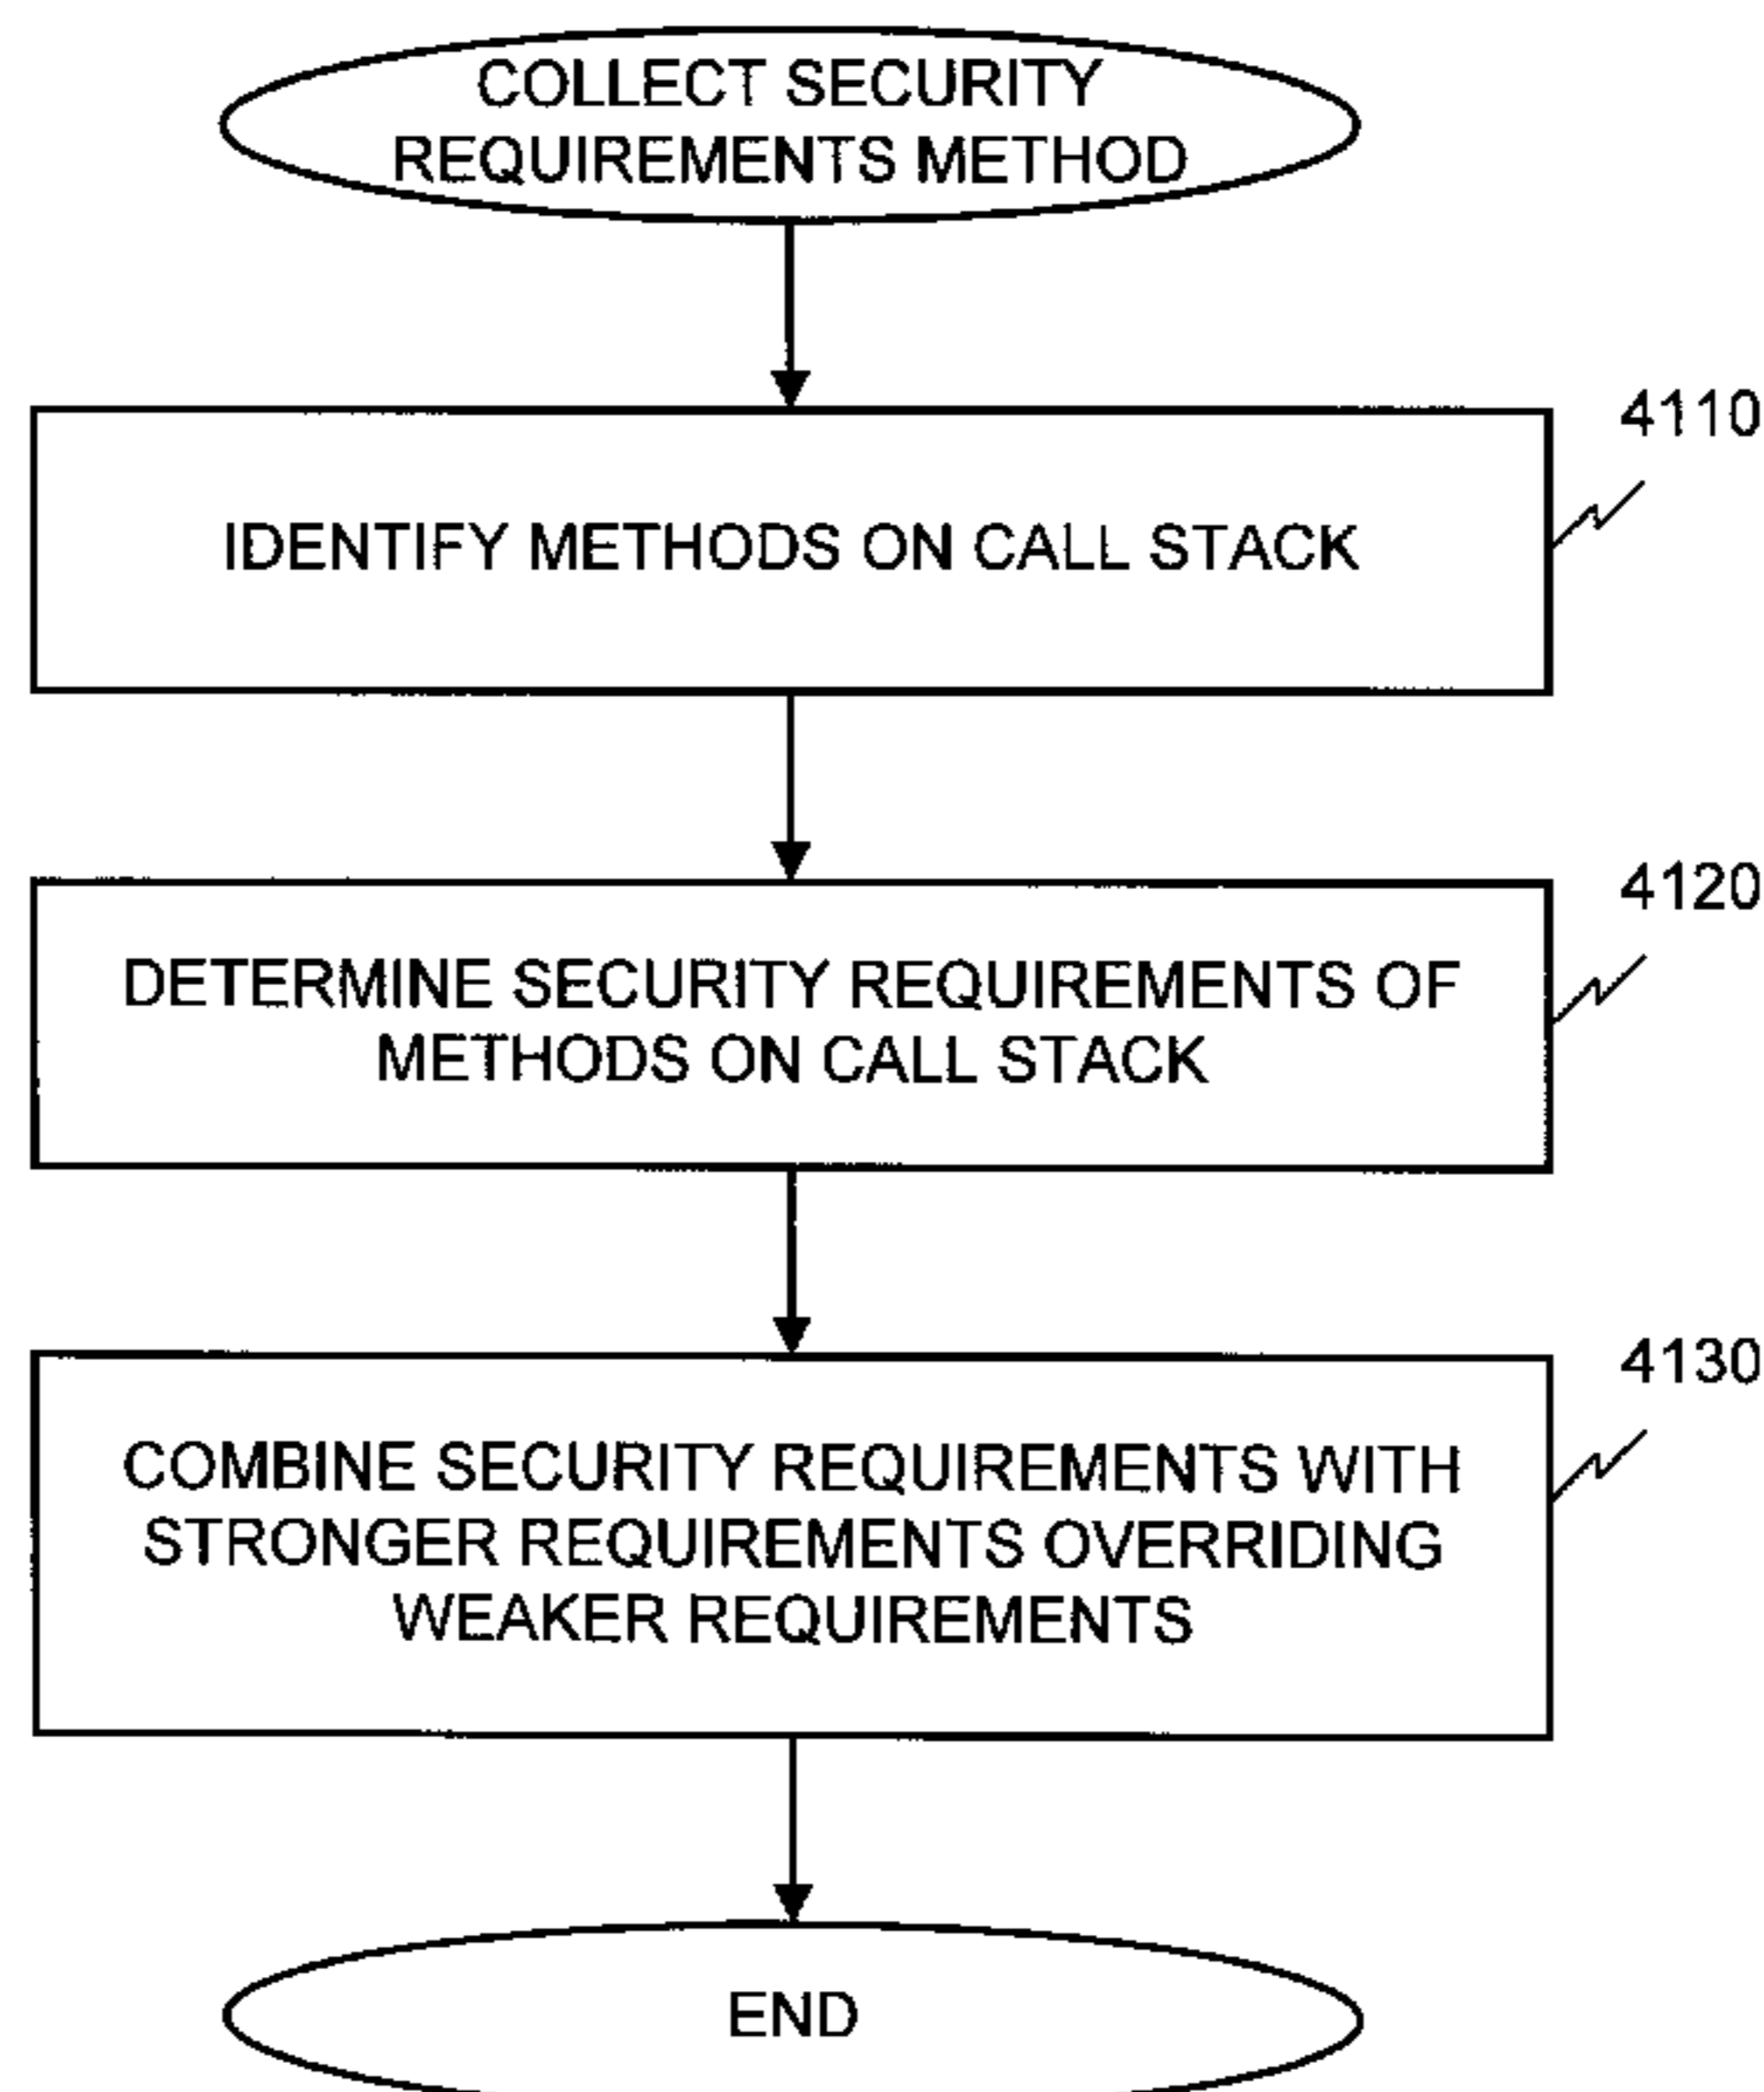 COLLECT SECURITY
REQUIREMENTS METHOD
4110
IDENTIFY METHODS ON CALL STACK
4120
DETERMINE SECURITY REQUIREMENTS OF
METHODS ON CALL STACK
4130
COMBINE SECURITY REQUIREMENTS WITH
STRONGER REQUIREMENTS OVERRIDING
WEAKER REQUIREMENTS
END